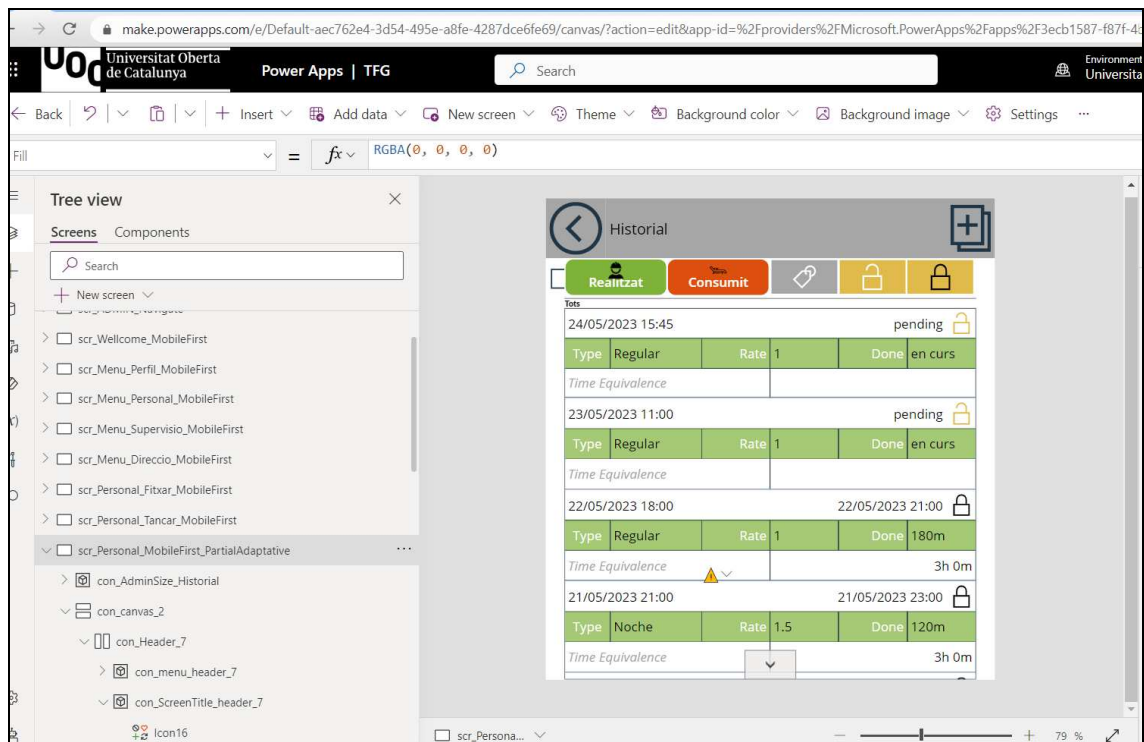 make.powerapps.com/e/Default-aec762e4-3d54-495e-a8fe-4287dce6fe69/canvas/?action=edit&app-id=%2Fproviders%2FMicrosoft.PowerApps%2Fapps%2F3ecb1587-f87f-4
UOC Universitat Oberta
de Catalunya
Power Apps | TFG
Search
Environment
Universita
Back
Insert
Add data
New screen
Theme
Background color
Background image
Settings
Fill
= fx RGBA(0, 0, 0, 0)
Tree view
Screens Components
Search
New screen
scr_ADMIN_Navigate
scr_Wellcome_MobileFirst
scr_Menu_Perfil_MobileFirst
scr_Menu_Personal_MobileFirst
scr_Menu_Supervisio_MobileFirst
scr_Menu_Direccio_MobileFirst
scr_Personal_Fitxar_MobileFirst
scr_Personal_Tancar_MobileFirst
scr_Personal_MobileFirst_PartialAdaptative
con_AdminSize_Historial
con_canvas_2
con_Header_7
con_menu_header_7
con_ScreenTitle_header_7
Icon16
Historial
Realitzat Consumit
Tots
24/05/2023 15:45 pending
Type Regular Rate 1 Done en curs
Time Equivalence
23/05/2023 11:00 pending
Type Regular Rate 1 Done en curs
Time Equivalence
22/05/2023 18:00 22/05/2023 21:00
Type Regular Rate 1 Done 180m
Time Equivalence 3h 0m
21/05/2023 21:00 21/05/2023 23:00
Type Noche Rate 1.5 Done 120m
Time Equivalence 3h 0m
scr_Persona...
79 %